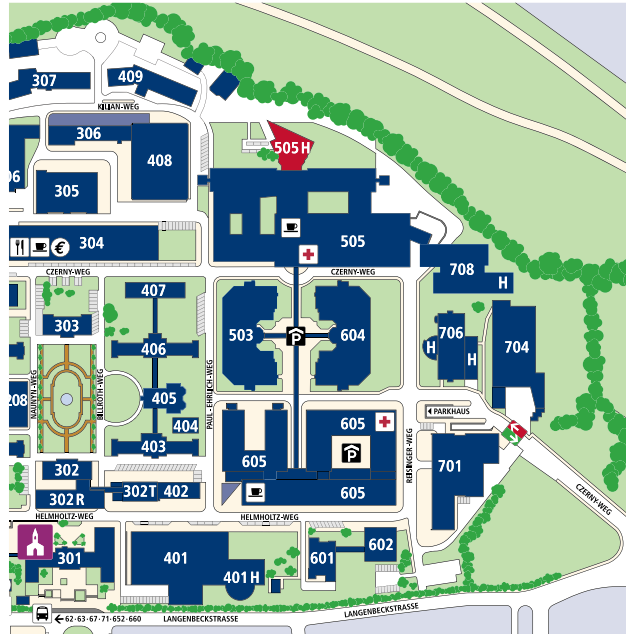 307
409
KILIAN-WEG
306
408
505 H
06
305
304
€
505
CZERNY-WEG
CZERNY-WEG
708
H
407
303
503
P
604
706
H
H
704
406
NAUNYN-WEG
BILLROTH-WEG
PAUL-EHRLICH-WEG
208
405
404
403
PARKHAUS
605
605
605
REISINGER-WEG
701
302
302 R
302T
402
CZERNY-WEG
HELMHOLTZ-WEG
HELMHOLTZ-WEG
301
401
401 H
601
602
62·63·67·71·652·660
LANGENBECKSTRASSE
LANGENBECKSTRASSE